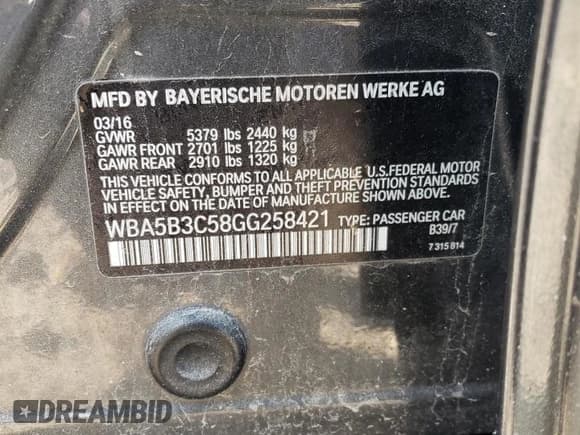 MFD BY BAYERISCHE MOTOREN WERKE AG
03/16
GVWR 5379 lbs 2440 kg
GAWR FRONT 2701 lbs 1225 kg
GAWR REAR 2910 lbs 1320 kg
THIS VEHICLE CONFORMS TO ALL APPLICABLE U.S.FEDERAL MOTOR
VEHICLE SAFETY, BUMPER AND THEFT PREVENTION STANDARDS
IN EFFECT ON THE DATE OF MANUFACTURE SHOWN ABOVE.
WBA5B3C58GG258421 TYPE: PASSENGER CAR
B39/7
7 315 814
DREAMBID